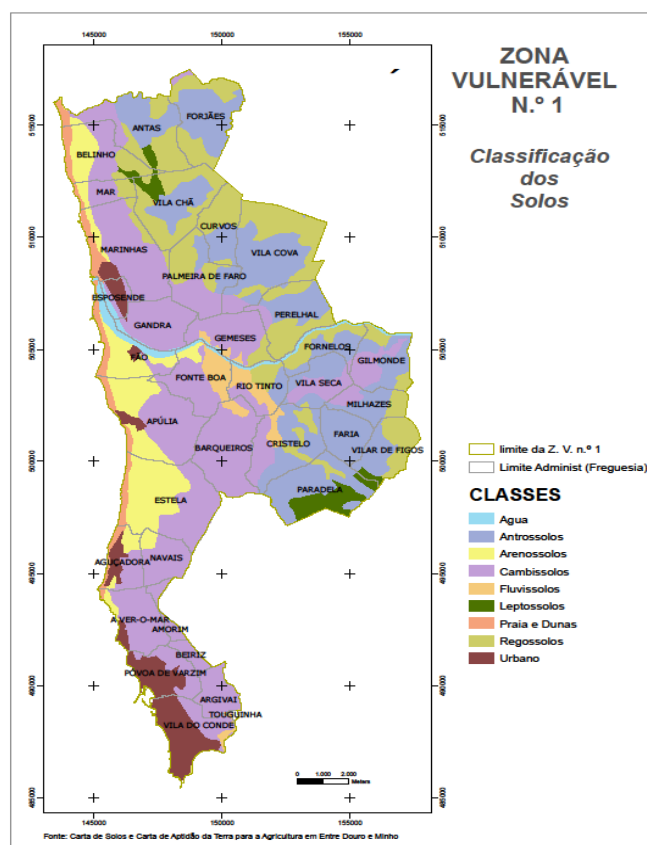 ZONA
VULNERÁVEL
N.º 1
Classificação
dos
Solos
145000 150000 155000
515000 515000
510000 510000
505000 505000
500000 500000
495000 495000
490000 490000
485000 485000
FORJÃES
ANTAS
BELINHO
MAR
VILA CHÃ
CURVOS
MARINHAS
VILA COVA
PALMEIRA DE FARO
ESPOSENDE
PERELHAL
GANDRA
GEMESES
FORNELOS
FÃO
GILMONDE
FONTE BOA
RIO TINTO
VILA SECA
MILHAZES
APÚLIA
FARIA
BARQUEIROS
CRISTELO
VILAR DE FIGOS
PARADELA
ESTELA
AGUÇADORA
NAVAIS
A VER-O-MAR
AMORIM
BEIRIZ
PÓVOA DE VARZIM
ARGIVAI
TOUGUINHA
VILA DO CONDE
limite da Z. V. n.º 1
Limite Administ (Freguesia)
CLASSES
Agua
Antrossolos
Arenossolos
Cambissolos
Fluvissolos
Leptossolos
Praia e Dunas
Regossolos
Urbano
0 1.000 2.000
Meters
145000 150000 155000
Fonte: Carta de Solos e Carta de Aptidão da Terra para a Agricultura em Entre Douro e Minho